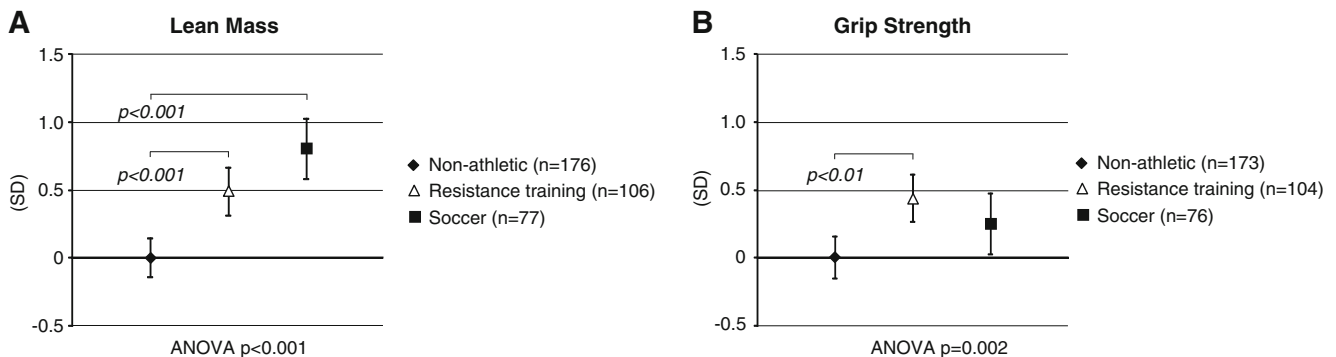 A
Lean Mass
1.5
1.0
0.5
0
-0.5
(SD)
p<0.001
p<0.001
Non-athletic (n=176)
Resistance training (n=106)
Soccer (n=77)
ANOVA p<0.001
B
Grip Strength
1.5
1.0
0.5
0
-0.5
(SD)
p<0.01
Non-athletic (n=173)
Resistance training (n=104)
Soccer (n=76)
ANOVA p=0.002